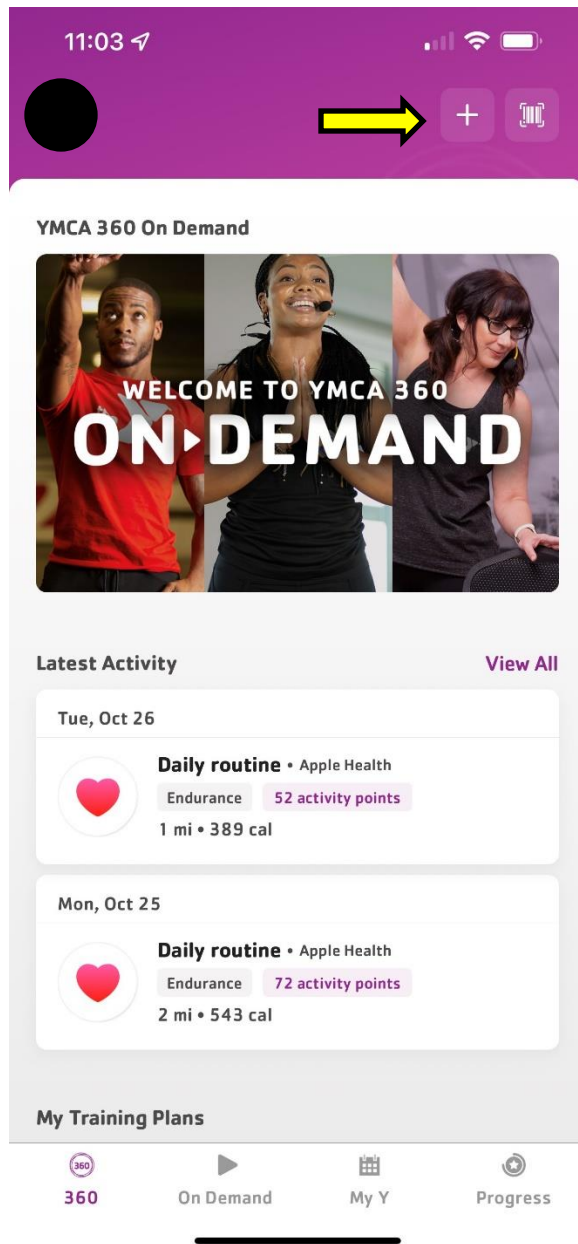 11:03
YMCA 360 On Demand
WELCOME TO YMCA 360
ON DEMAND
Latest Activity View All
Tue, Oct 26
Daily routine • Apple Health
Endurance 52 activity points
1 mi • 389 cal
Mon, Oct 25
Daily routine • Apple Health
Endurance 72 activity points
2 mi • 543 cal
My Training Plans
360
360 On Demand My Y Progress